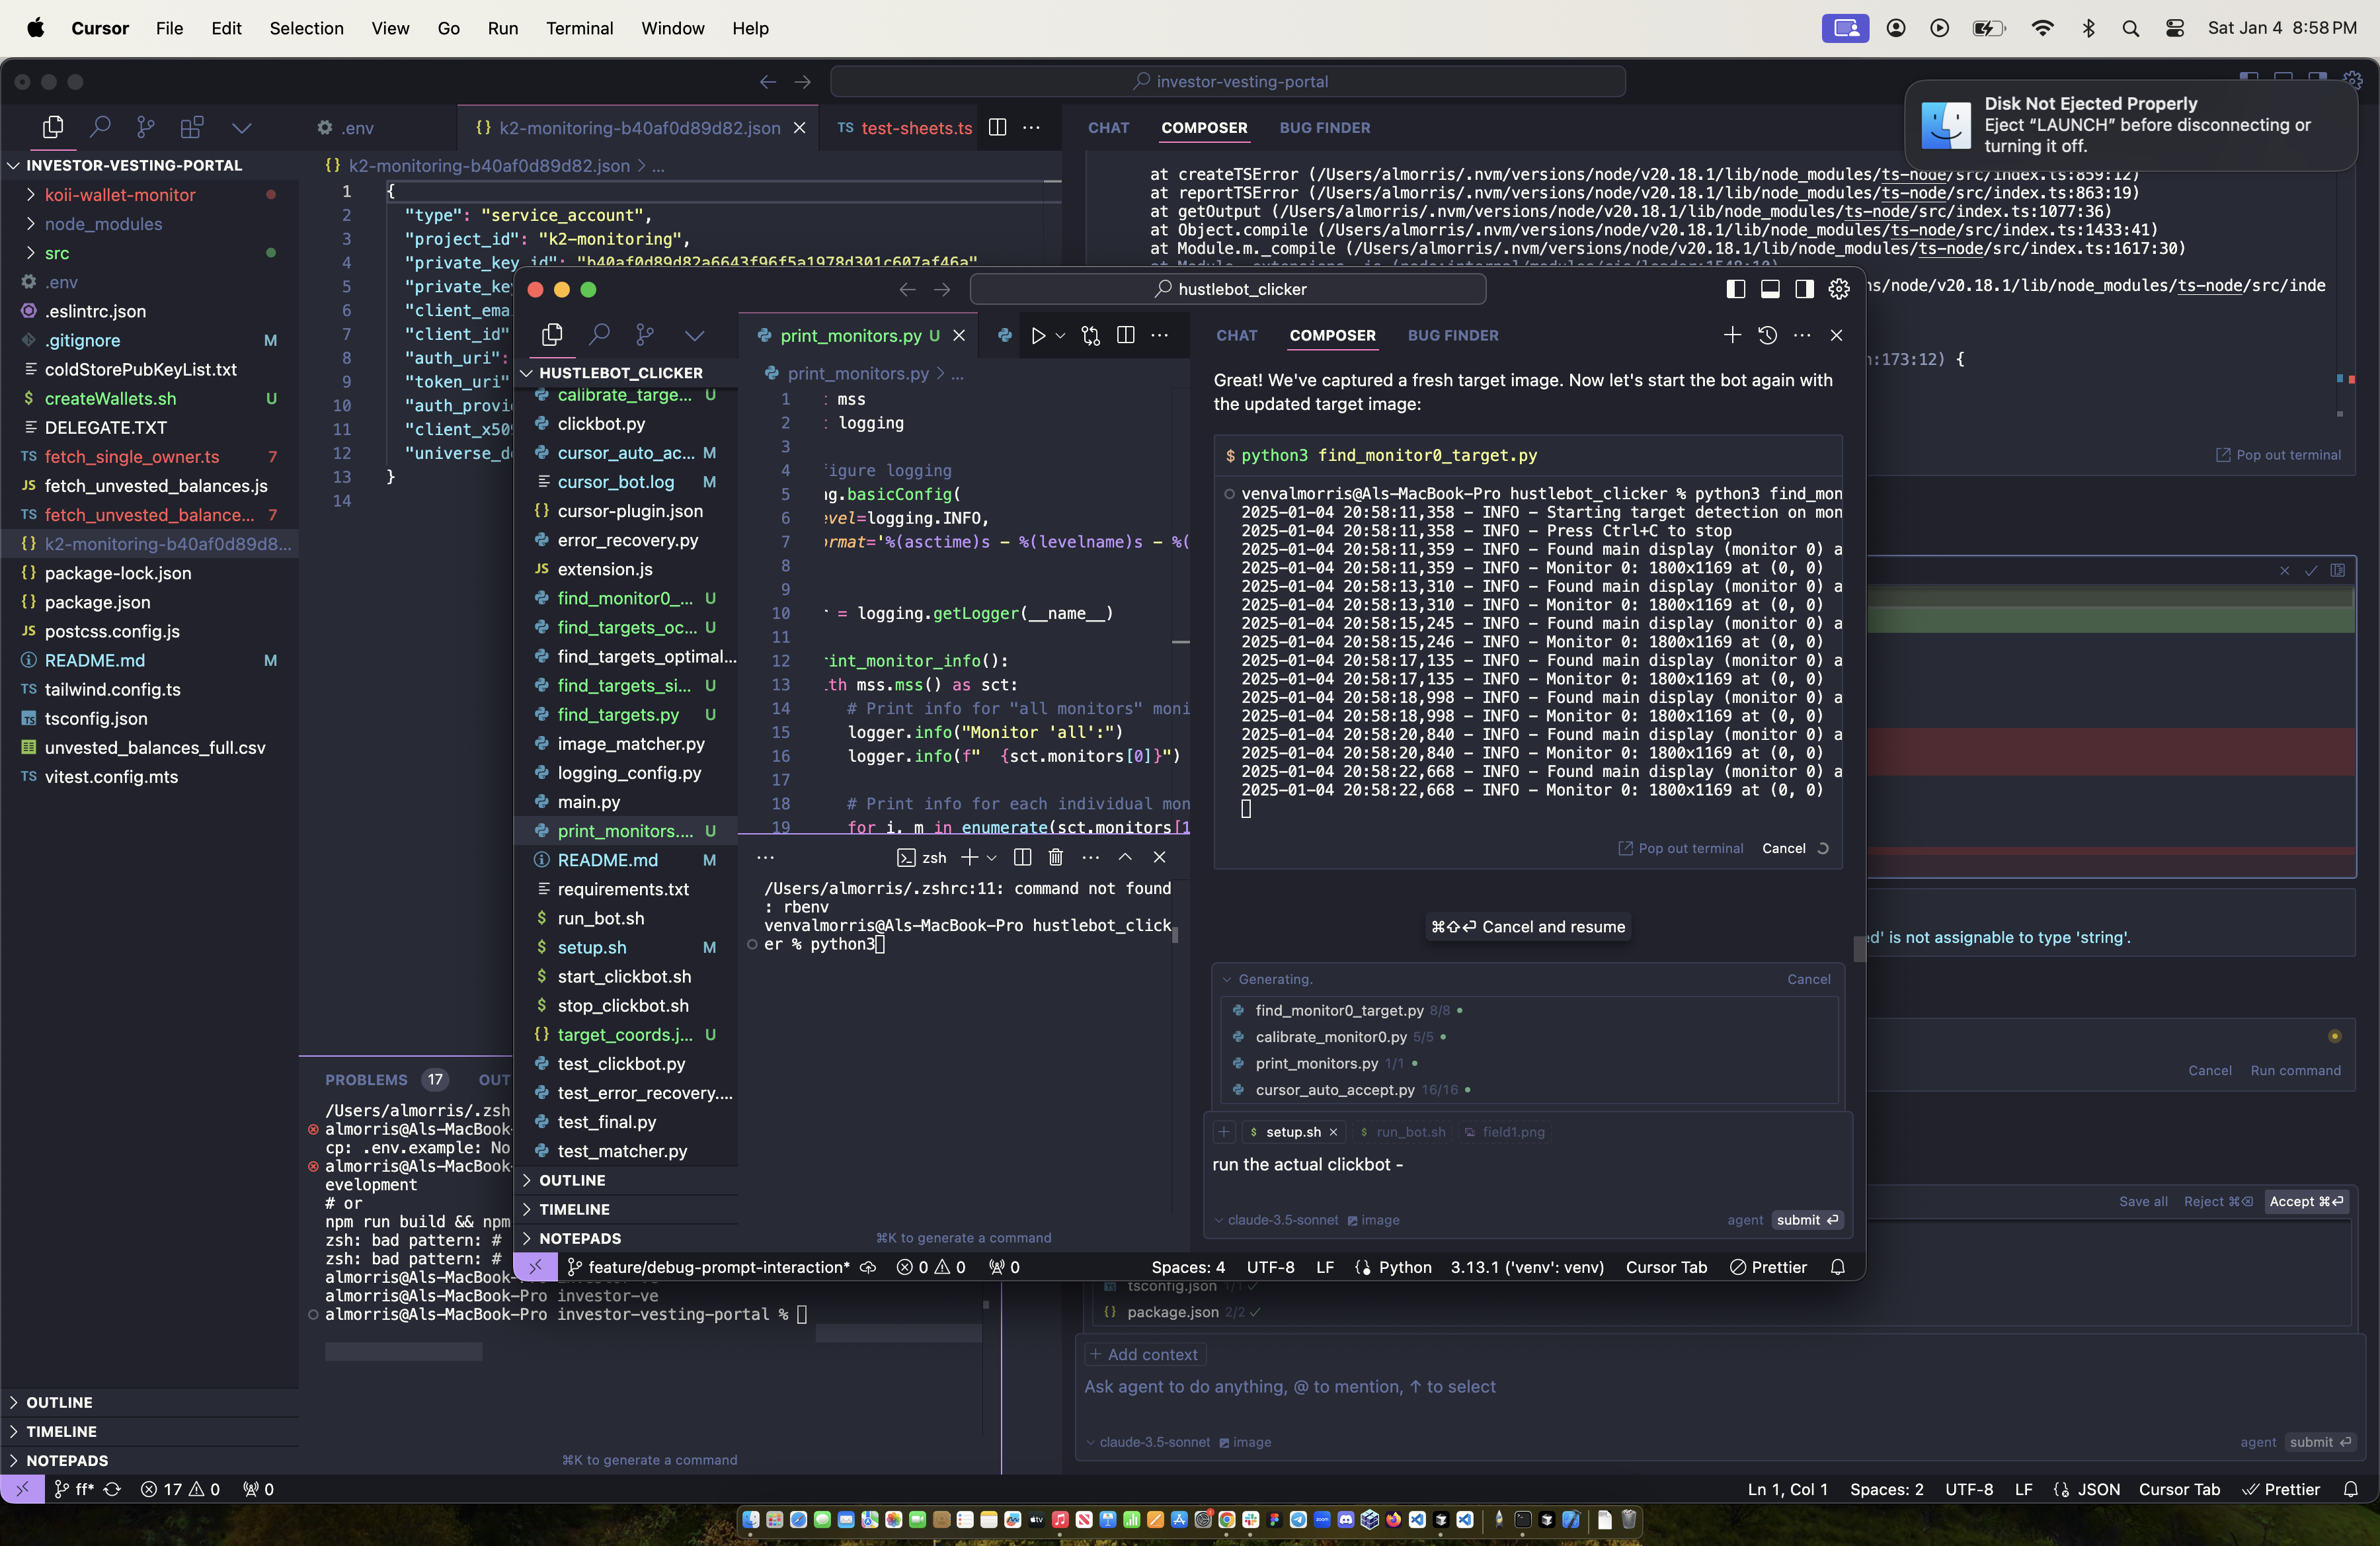 Cursor File Edit Selection View Go Run Terminal Window Help
Sat Jan 4 8:58 PM
investor-vesting-portal
Disk Not Ejected Properly
Eject “LAUNCH” before disconnecting or
turning it off.
.env
{} k2-monitoring-b40af0d89d82.json
TS test-sheets.ts
CHAT COMPOSER BUG FINDER
INVESTOR-VESTING-PORTAL
koii-wallet-monitor
node_modules
src
.env
.eslintrc.json
.gitignore M
coldStorePubKeyList.txt
$ createWallets.sh U
DELEGATE.TXT
TS fetch_single_owner.ts 7
JS fetch_unvested_balances.js
TS fetch_unvested_balance... 7
{} k2-monitoring-b40af0d89d8...
{} package-lock.json
{} package.json
JS postcss.config.js
README.md M
TS tailwind.config.ts
tsconfig.json
unvested_balances_full.csv
TS vitest.config.mts
OUTLINE
TIMELINE
NOTEPADS
{} k2-monitoring-b40af0d89d82.json > ...
1 {
2 "type": "service_account",
3 "project_id": "k2-monitoring",
4 "private_key_id": "b40af0d89d82a6643f96f5a1978d301c607af46a"
5 "private_key
6 "client_ema
7 "client_id"
8 "auth_uri":
9 "token_uri"
10 "auth_provi
11 "client_x509
12 "universe_do
13 }
14
at createTSError (/Users/almorris/.nvm/versions/node/v20.18.1/lib/node_modules/ts-node/src/index.ts:859:12)
at reportTSError (/Users/almorris/.nvm/versions/node/v20.18.1/lib/node_modules/ts-node/src/index.ts:863:19)
at getOutput (/Users/almorris/.nvm/versions/node/v20.18.1/lib/node_modules/ts-node/src/index.ts:1077:36)
at Object.compile (/Users/almorris/.nvm/versions/node/v20.18.1/lib/node_modules/ts-node/src/index.ts:1433:41)
at Module.m._compile (/Users/almorris/.nvm/versions/node/v20.18.1/lib/node_modules/ts-node/src/index.ts:1617:30)
ns/node/v20.18.1/lib/node_modules/ts-node/src/inde
:173:12) {
Pop out terminal
d' is not assignable to type 'string'.
Cancel Run command
Save all Reject ⌘⌫ Accept ⌘⏎
tsconfig.json 1/1
{} package.json 2/2
+ Add context
Ask agent to do anything, @ to mention, ↑ to select
claude-3.5-sonnet image
agent submit ⏎
PROBLEMS 17 OUT
/Users/almorris/.zsh
almorris@Als-MacBook-
cp: .env.example: No
almorris@Als-MacBook-
evelopment
# or
npm run build && npm
zsh: bad pattern: #
zsh: bad pattern: #
almorris@Als-MacBook-
almorris@Als-MacBook-Pro investor-ve
almorris@Als-MacBook-Pro investor-vesting-portal %
⌘K to generate a command
ff* 17 0 0
Ln 1, Col 1 Spaces: 2 UTF-8 LF JSON Cursor Tab Prettier
hustlebot_clicker
HUSTLEBOT_CLICKER
calibrate_targe... U
clickbot.py
cursor_auto_ac... M
cursor_bot.log M
{} cursor-plugin.json
error_recovery.py
JS extension.js
find_monitor0_... U
find_targets_oc... U
find_targets_optimal...
find_targets_si... U
find_targets.py U
image_matcher.py
logging_config.py
main.py
print_monitors.... U
README.md M
requirements.txt
$ run_bot.sh
$ setup.sh M
$ start_clickbot.sh
$ stop_clickbot.sh
{} target_coords.j... U
test_clickbot.py
test_error_recovery....
test_final.py
test_matcher.py
OUTLINE
TIMELINE
NOTEPADS
print_monitors.py U
print_monitors.py > ...
1 : mss
2 : logging
3
4 figure logging
5 ng.basicConfig(
6 evel=logging.INFO,
7 ormat='%(asctime)s - %(levelname)s - %(
8
9
10 r = logging.getLogger(__name__)
11
12 rint_monitor_info():
13 ith mss.mss() as sct:
14 # Print info for "all monitors" moni
15 logger.info("Monitor 'all':")
16 logger.info(f" {sct.monitors[0]}")
17
18 # Print info for each individual mon
19 for i, m in enumerate(sct.monitors[1
zsh
/Users/almorris/.zshrc:11: command not found
: rbenv
venvalmorris@Als-MacBook-Pro hustlebot_click
er % python3
⌘K to generate a command
CHAT COMPOSER BUG FINDER
Great! We've captured a fresh target image. Now let's start the bot again with
the updated target image:
$ python3 find_monitor0_target.py
venvalmorris@Als-MacBook-Pro hustlebot_clicker % python3 find_mon
2025-01-04 20:58:11,358 - INFO - Starting target detection on mon
2025-01-04 20:58:11,358 - INFO - Press Ctrl+C to stop
2025-01-04 20:58:11,359 - INFO - Found main display (monitor 0) a
2025-01-04 20:58:11,359 - INFO - Monitor 0: 1800x1169 at (0, 0)
2025-01-04 20:58:13,310 - INFO - Found main display (monitor 0) a
2025-01-04 20:58:13,310 - INFO - Monitor 0: 1800x1169 at (0, 0)
2025-01-04 20:58:15,245 - INFO - Found main display (monitor 0) a
2025-01-04 20:58:15,246 - INFO - Monitor 0: 1800x1169 at (0, 0)
2025-01-04 20:58:17,135 - INFO - Found main display (monitor 0) a
2025-01-04 20:58:17,135 - INFO - Monitor 0: 1800x1169 at (0, 0)
2025-01-04 20:58:18,998 - INFO - Found main display (monitor 0) a
2025-01-04 20:58:18,998 - INFO - Monitor 0: 1800x1169 at (0, 0)
2025-01-04 20:58:20,840 - INFO - Found main display (monitor 0) a
2025-01-04 20:58:20,840 - INFO - Monitor 0: 1800x1169 at (0, 0)
2025-01-04 20:58:22,668 - INFO - Found main display (monitor 0) a
2025-01-04 20:58:22,668 - INFO - Monitor 0: 1800x1169 at (0, 0)
Pop out terminal Cancel
⌘⇧⏎ Cancel and resume
Generating. Cancel
find_monitor0_target.py 8/8
calibrate_monitor0.py 5/5
print_monitors.py 1/1
cursor_auto_accept.py 16/16
+ $ setup.sh × $ run_bot.sh field1.png
run the actual clickbot -
claude-3.5-sonnet image
agent submit ⏎
feature/debug-prompt-interaction* 0 0 0
Spaces: 4 UTF-8 LF Python 3.13.1 ('venv': venv) Cursor Tab Prettier